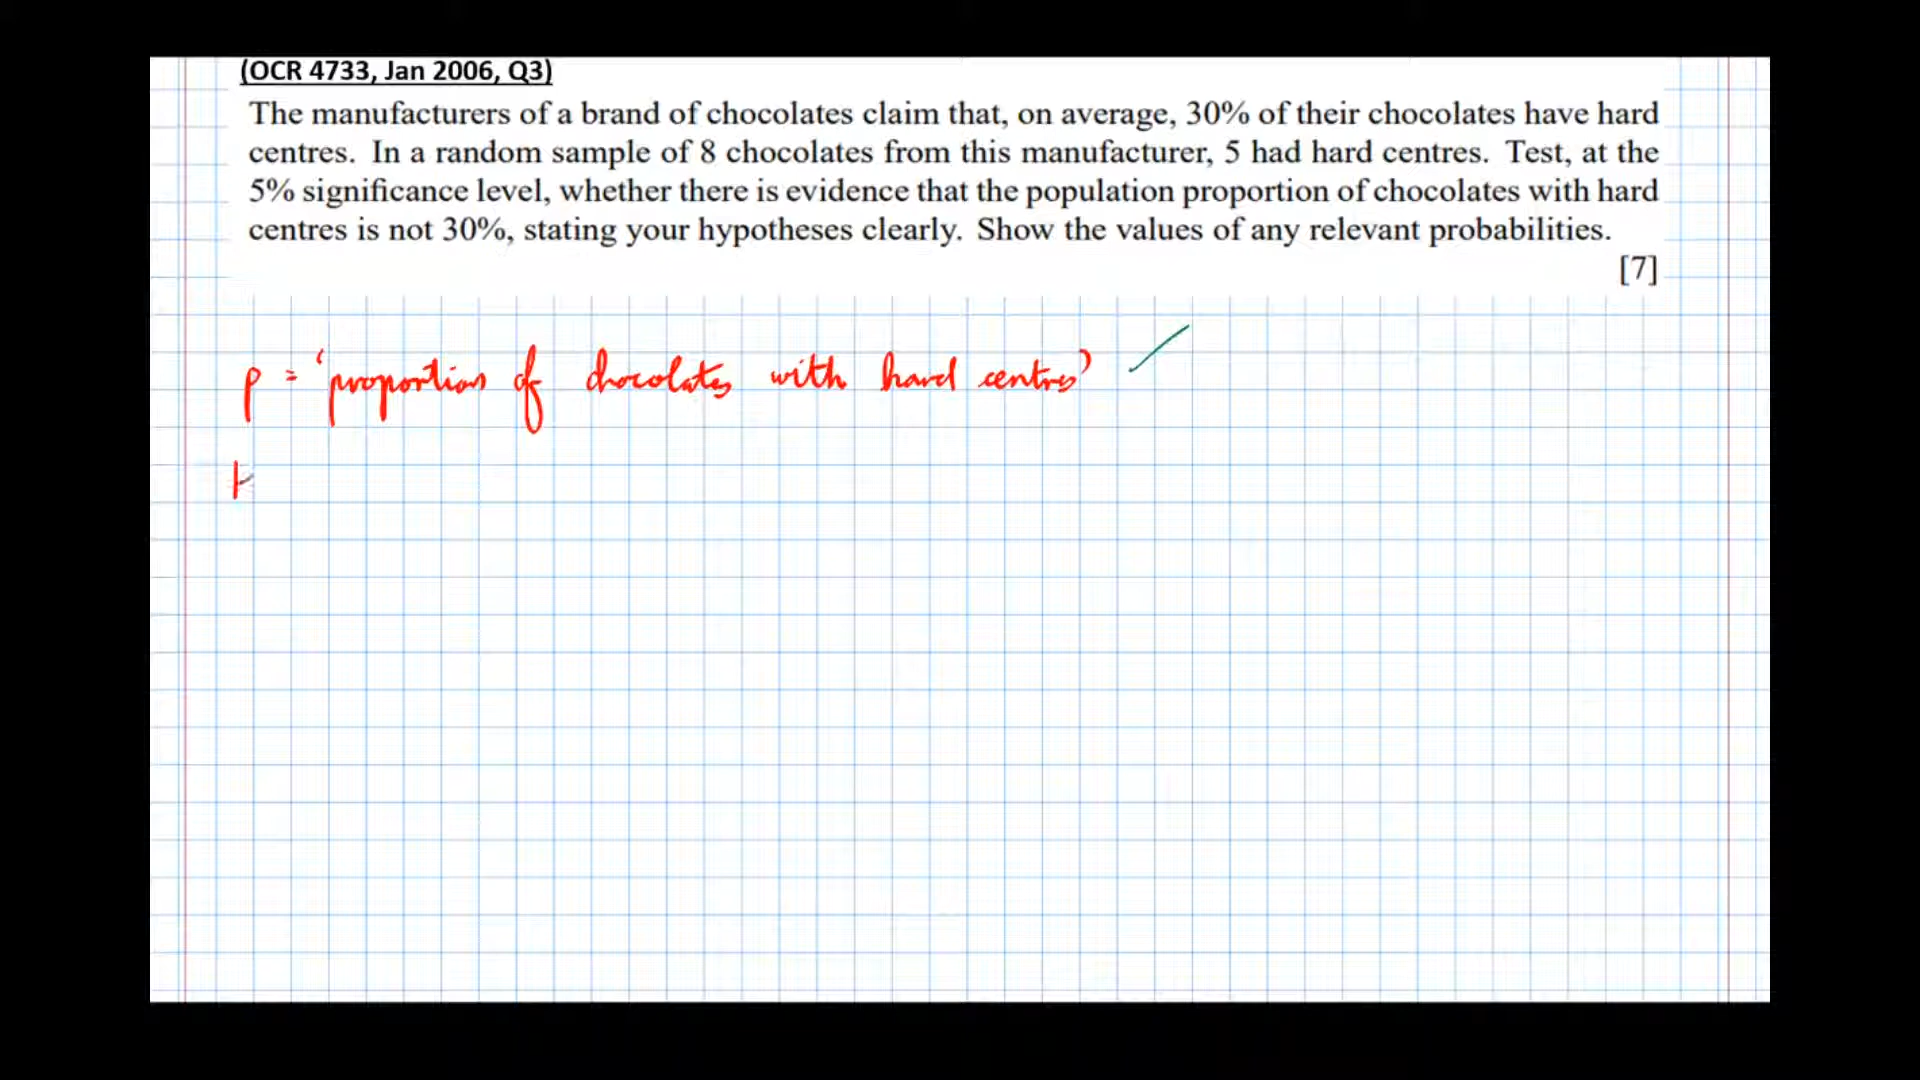 (OCR 4733, Jan 2006, Q3)
The manufacturers of a brand of chocolates claim that, on average, 30% of their chocolates have hard
centres. In a random sample of 8 chocolates from this manufacturer, 5 had hard centres. Test, at the
5% significance level, whether there is evidence that the population proportion of chocolates with hard
centres is not 30%, stating your hypotheses clearly. Show the values of any relevant probabilities.
[7]
p = 'proportion of chocolates with hard centres' ✓